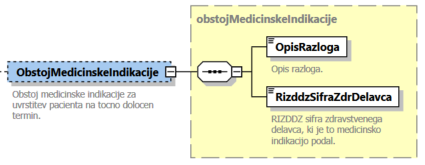 obstojMedicinskeIndikacije
OpisRazloga
Opis razloga.
ObstojMedicinskeIndikacije
Obstoj medicinske indikacije za
uvrstitev pacienta na tocno dolocen
termin.
RizddzSifraZdrDelavca
RIZDDZ sifra zdravstvenega
delavca, ki je to medicinsko
indikacijo podal.